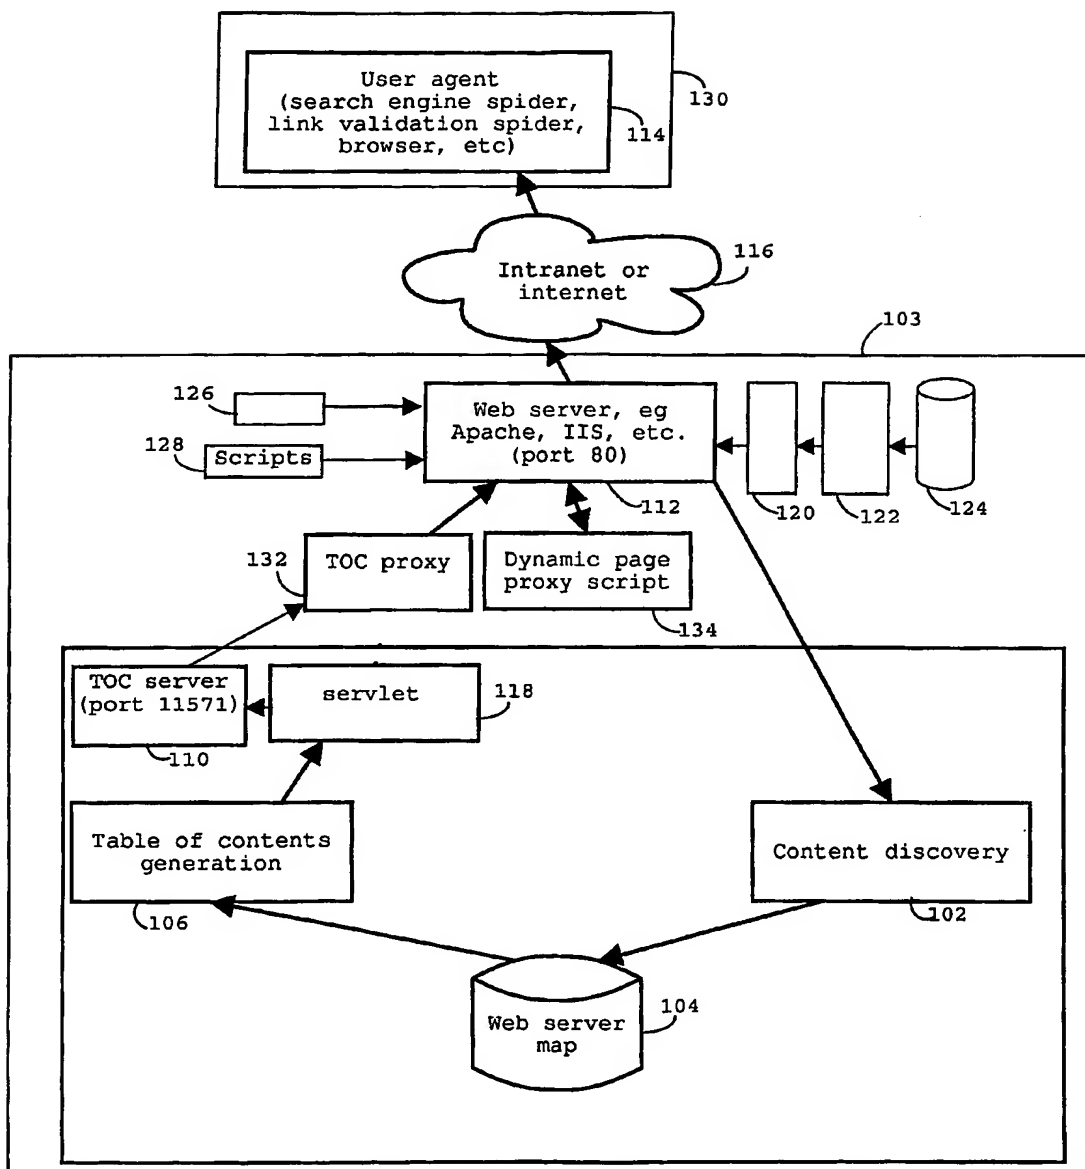 User agent
(search engine spider,
link validation spider,
browser, etc)
130
114
Intranet or
internet
116
103
126
128
Scripts
Web server, eg
Apache, IIS, etc.
(port 80)
112
120
122
124
132
TOC proxy
Dynamic page
proxy script
134
TOC server
(port 11571)
110
servlet
118
Table of contents
generation
106
Content discovery
102
Web server
map
104